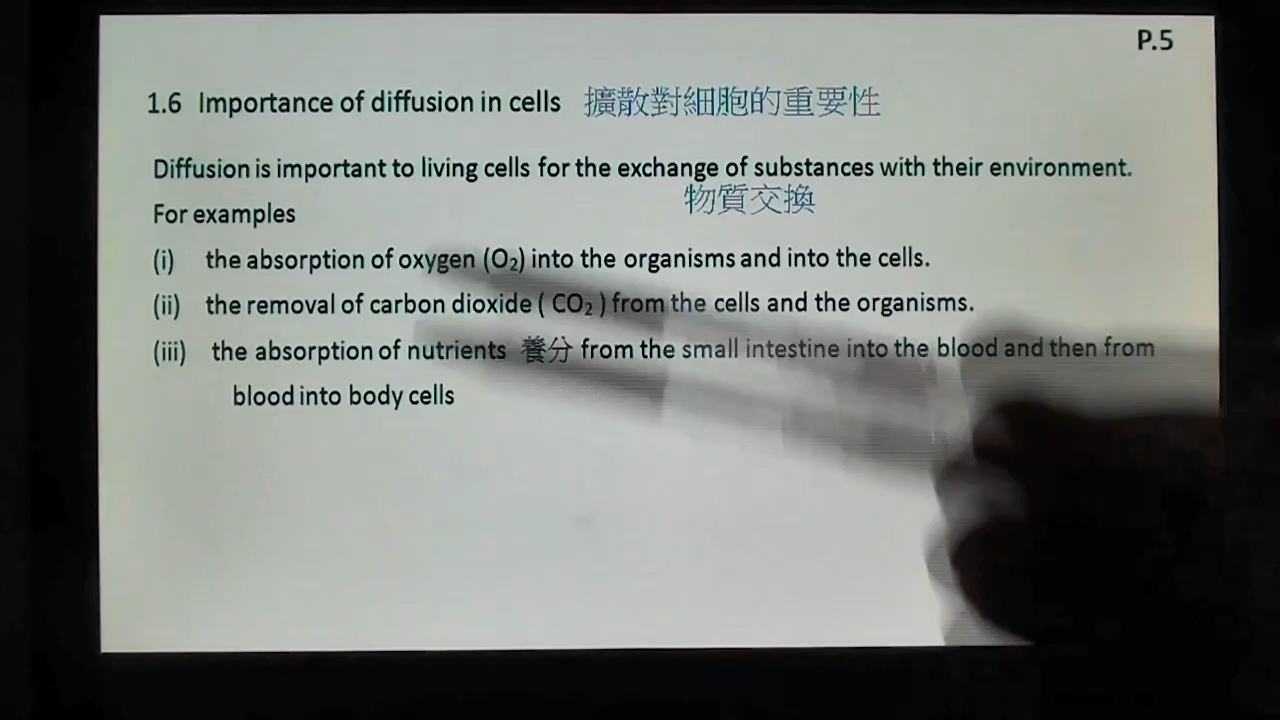 P.5
1.6 Importance of diffusion in cells 擴散對細胞的重要性
Diffusion is important to living cells for the exchange of substances with their environment.
物質交換
For examples
(i) the absorption of oxygen (O₂) into the organisms and into the cells.
(ii) the removal of carbon dioxide ( CO₂ ) from the cells and the organisms.
(iii) the absorption of nutrients 養分 from the small intestine into the blood and then from
blood into body cells